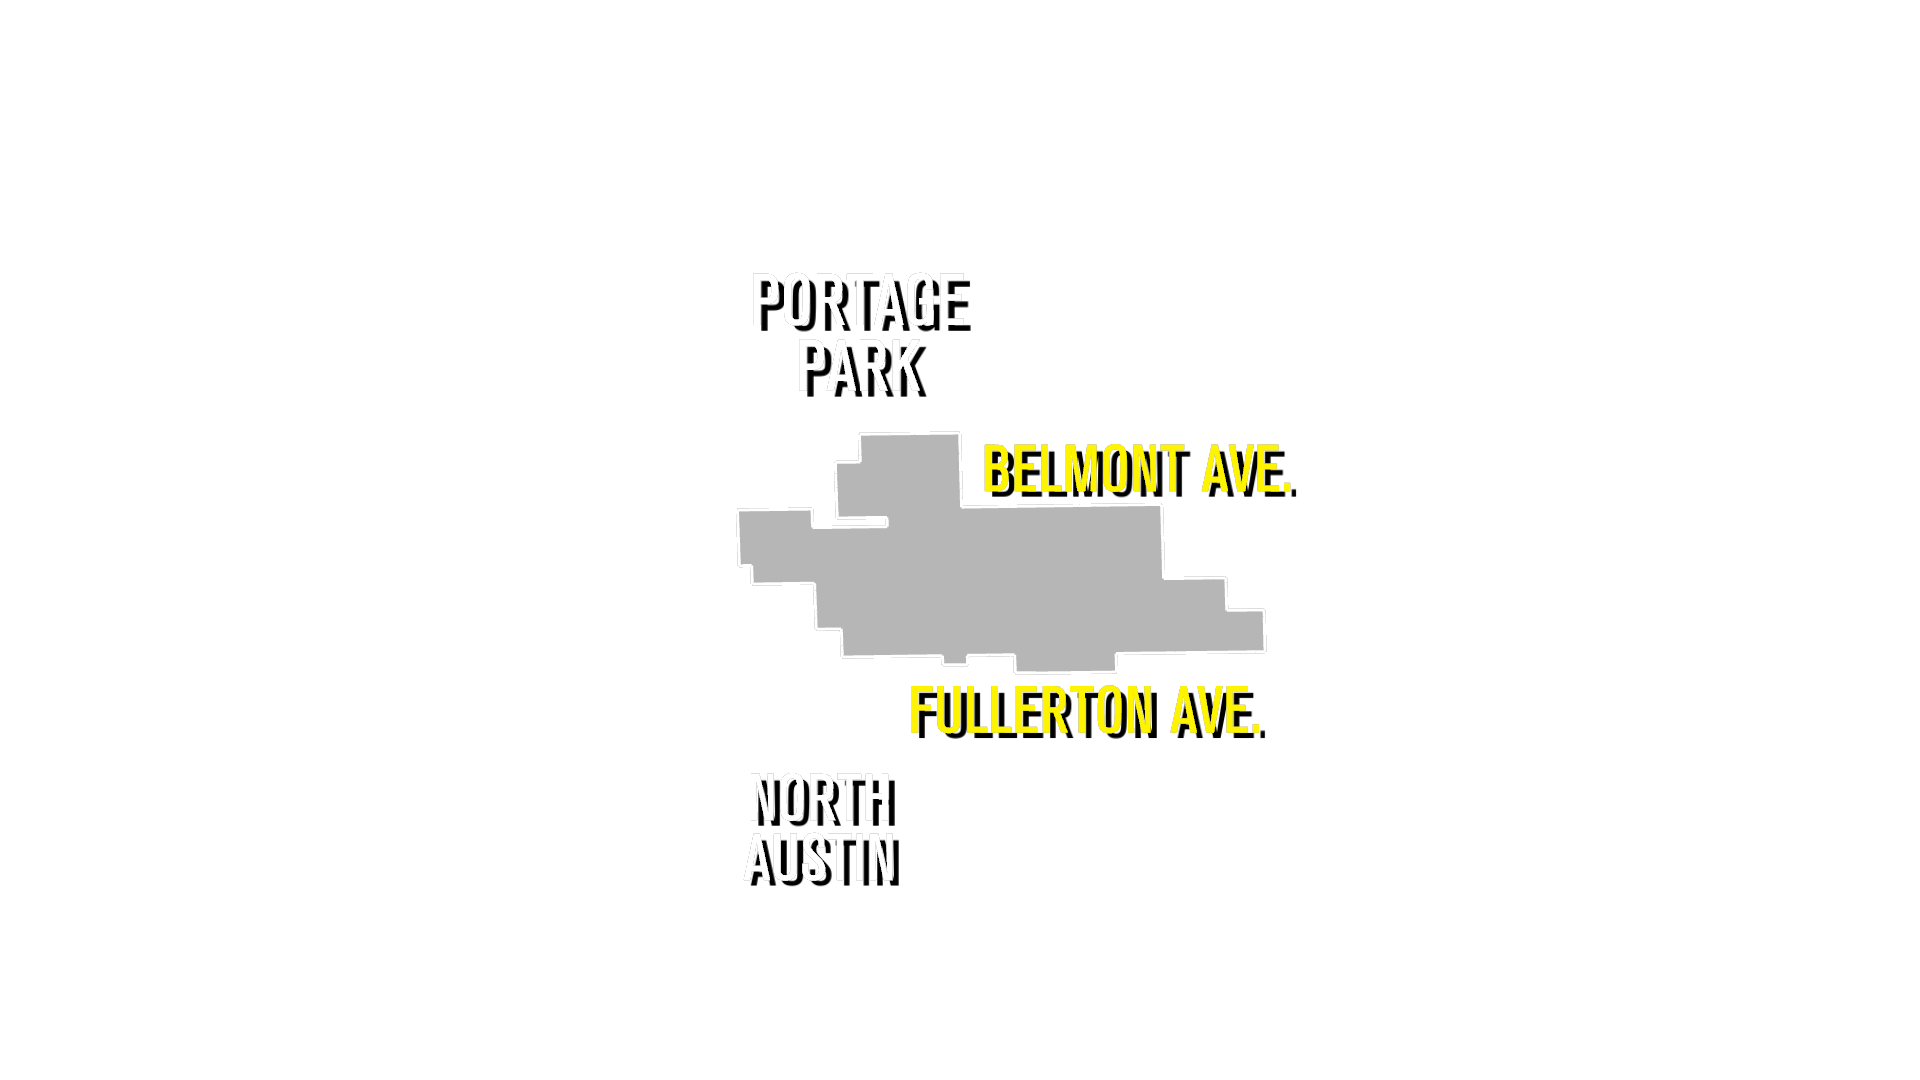 PORTAGE
PARK
BELMONT AVE.
FULLERTON AVE.
NORTH
AUSTIN